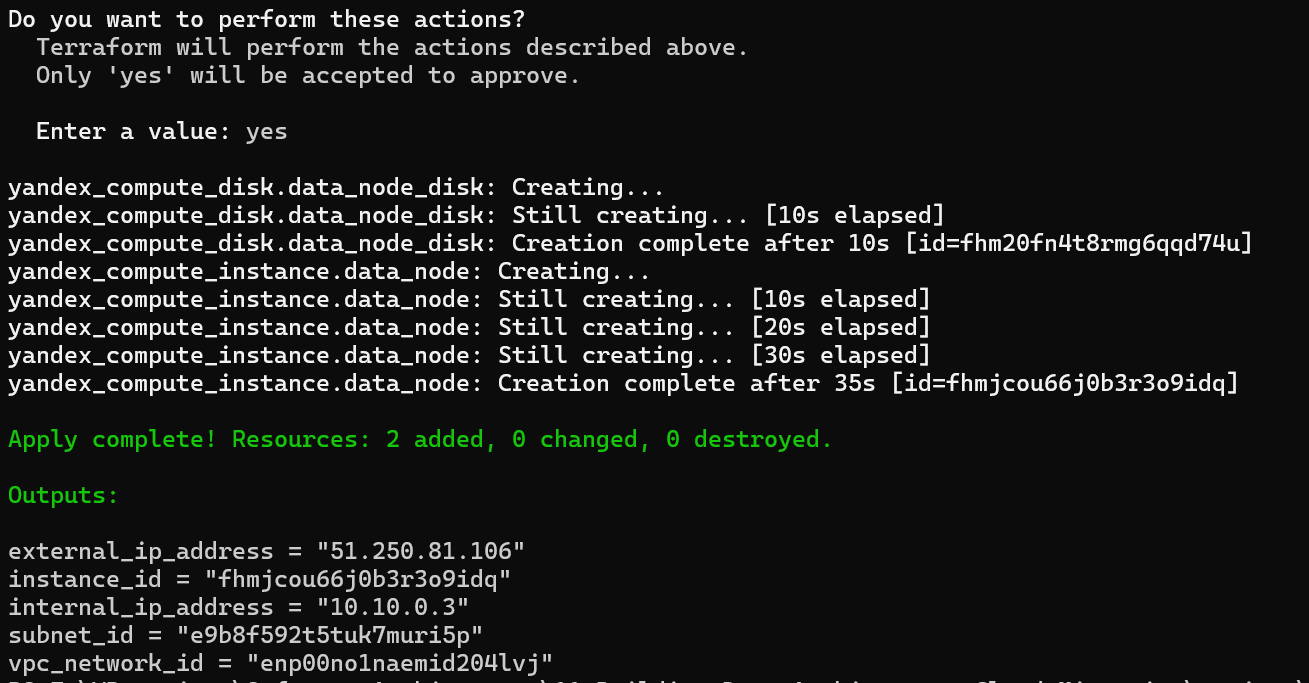 Do you want to perform these actions?
  Terraform will perform the actions described above.
  Only 'yes' will be accepted to approve.

  Enter a value: yes

yandex_compute_disk.data_node_disk: Creating...
yandex_compute_disk.data_node_disk: Still creating... [10s elapsed]
yandex_compute_disk.data_node_disk: Creation complete after 10s [id=fhm20fn4t8rmg6qqd74u]
yandex_compute_instance.data_node: Creating...
yandex_compute_instance.data_node: Still creating... [10s elapsed]
yandex_compute_instance.data_node: Still creating... [20s elapsed]
yandex_compute_instance.data_node: Still creating... [30s elapsed]
yandex_compute_instance.data_node: Creation complete after 35s [id=fhmjcou66j0b3r3o9idq]

Apply complete! Resources: 2 added, 0 changed, 0 destroyed.

Outputs:

external_ip_address = "51.250.81.106"
instance_id = "fhmjcou66j0b3r3o9idq"
internal_ip_address = "10.10.0.3"
subnet_id = "e9b8f592t5tuk7muri5p"
vpc_network_id = "enp00no1naemid204lvj"